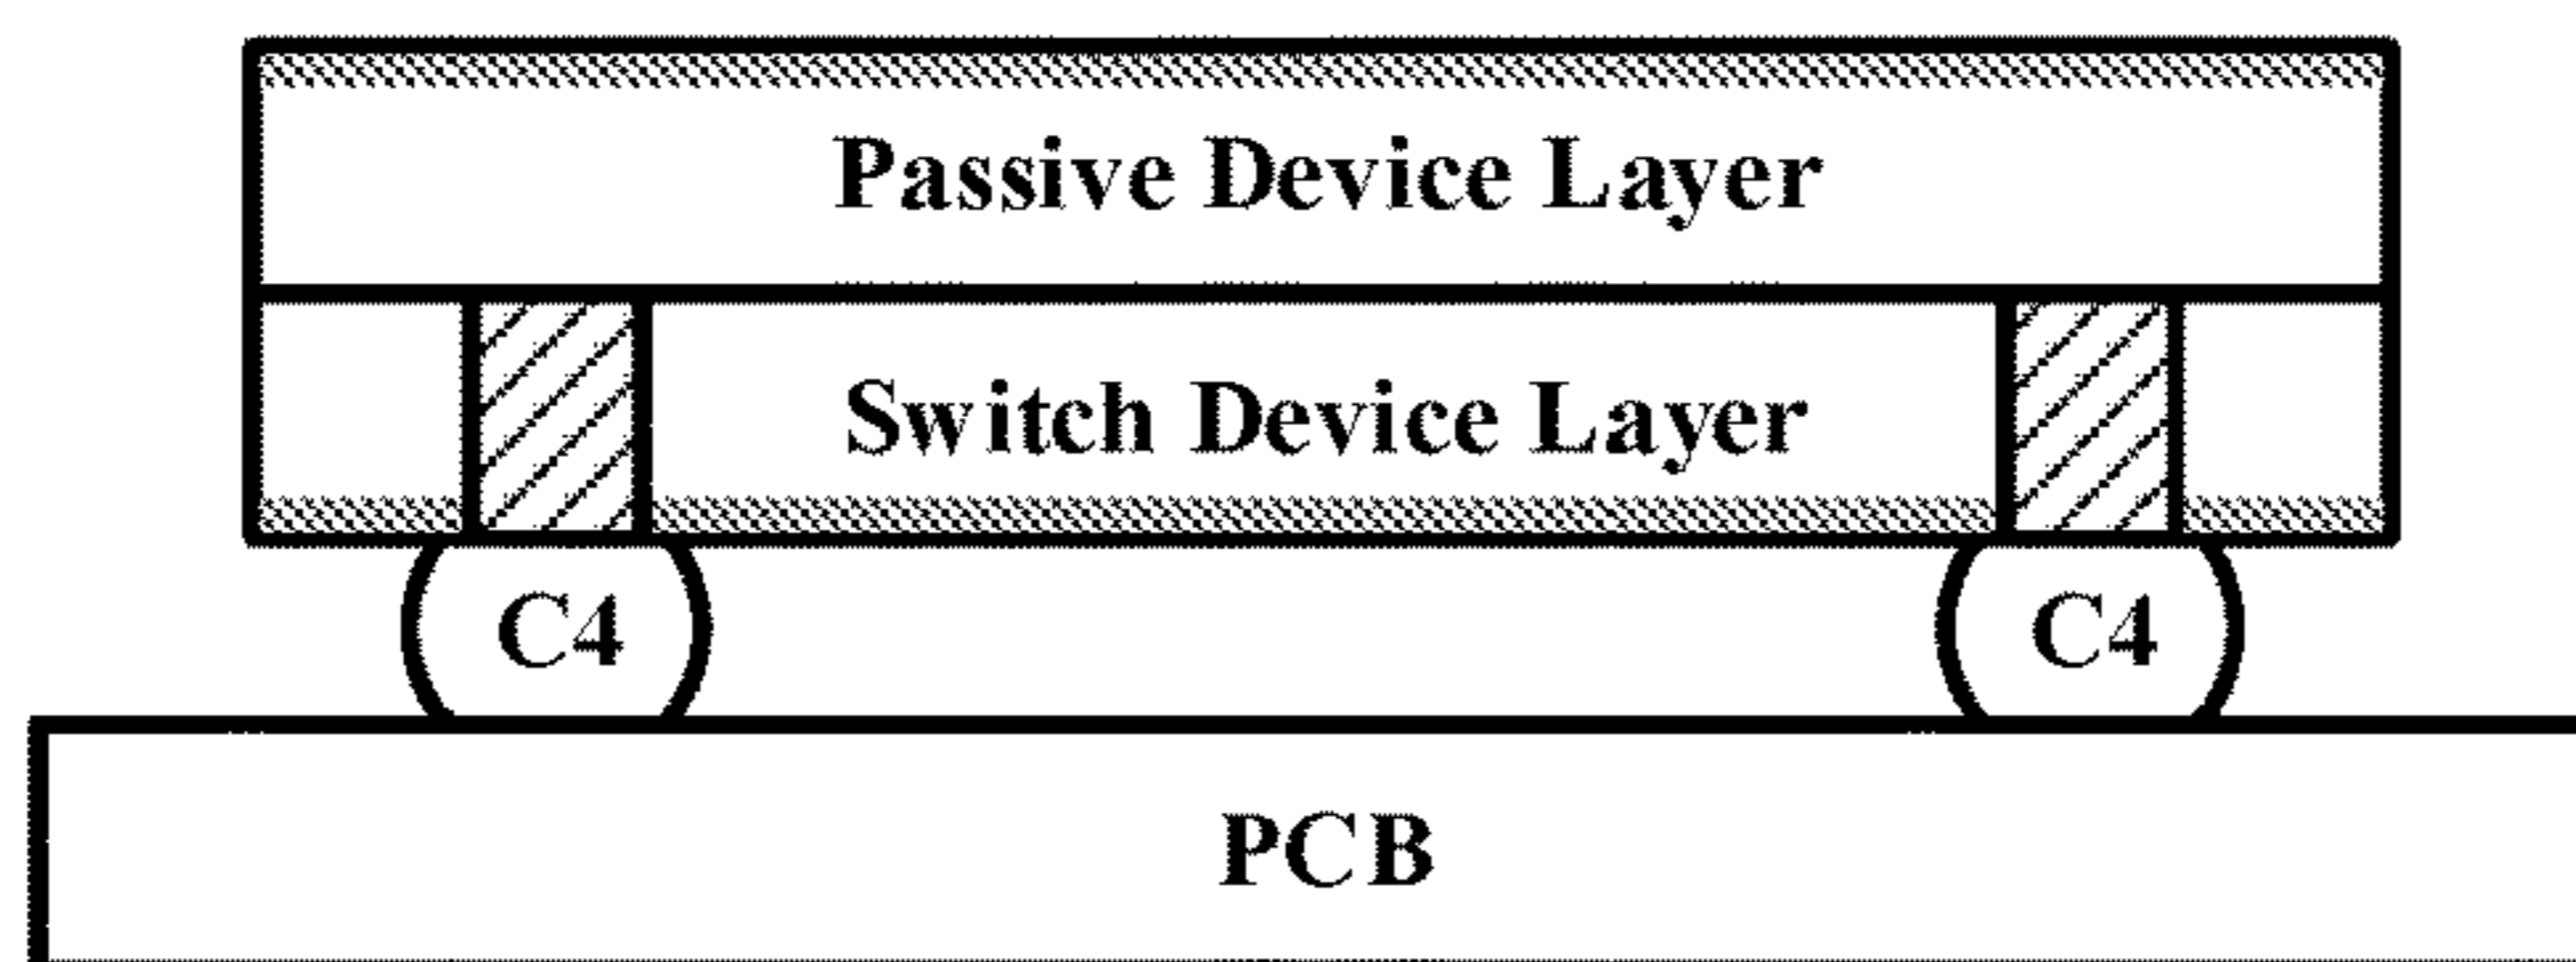 Passive Device Layer
Switch Device Layer
C4
C4
PCB